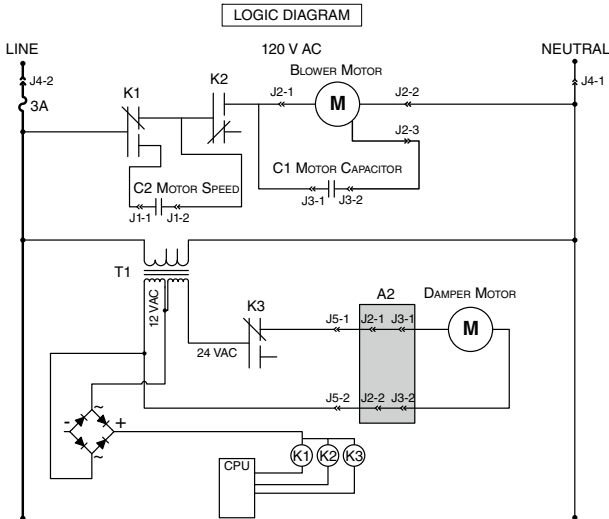 LOGIC DIAGRAM
LINE
120 V AC
NEUTRAL
J4-2
3A
K1
K2
BLOWER MOTOR
J2-1
M
J2-2
J4-1
J2-3
C1 MOTOR CAPACITOR
J3-1 J3-2
C2 MOTOR SPEED
J1-1 J1-2
T1
12 VAC
24 VAC
K3
A2
DAMPER MOTOR
J5-1
J2-1 J3-1
M
J5-2
J2-2 J3-2
- ~ +
~
CPU
K1 K2 K3